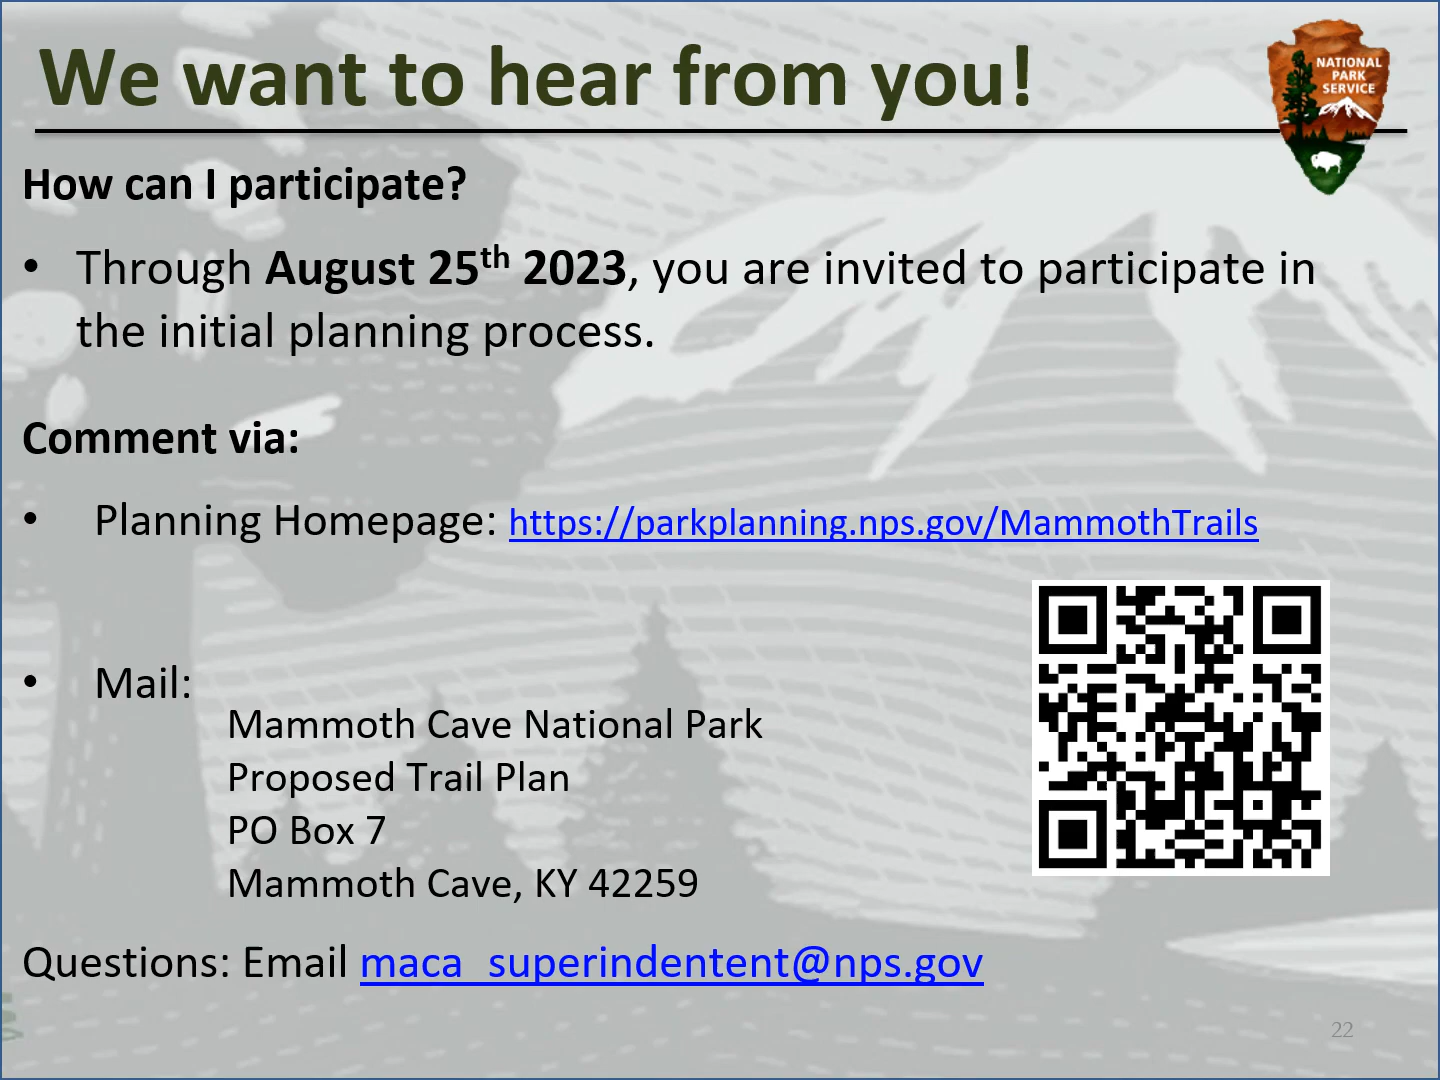 We want to hear from you!
NATIONAL
PARK
SERVICE
How can I participate?
• Through August 25th 2023, you are invited to participate in
the initial planning process.
Comment via:
• Planning Homepage: https://parkplanning.nps.gov/MammothTrails
• Mail:
Mammoth Cave National Park
Proposed Trail Plan
PO Box 7
Mammoth Cave, KY 42259
Questions: Email maca_superindentent@nps.gov
22